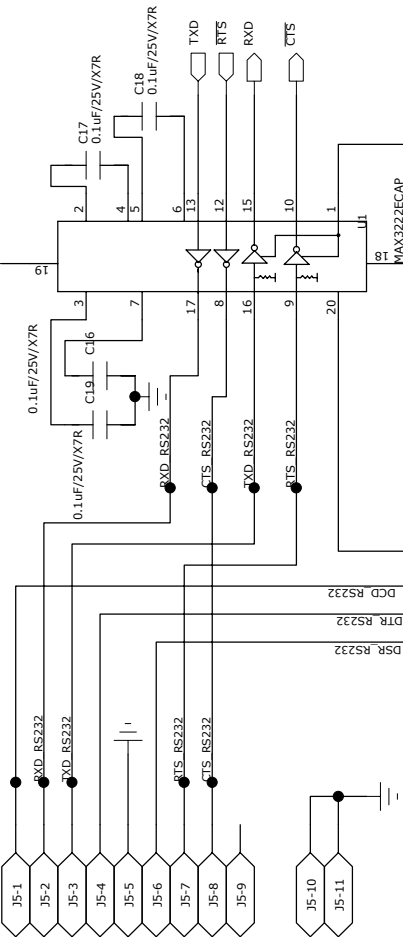 TXD
RTS
RXD
CTS
C18
0.1uF/25V/X7R
C17
0.1uF/25V/X7R
2
4
5
6
13
12
15
10
1
U1
MAX3222ECAP
19
18
3
7
17
8
16
9
20
0.1uF/25V/X7R
C16
C19
0.1uF/25V/X7R
RXD_RS232
CTS_RS232
TXD_RS232
RTS_RS232
DCD_RS232
DTR_RS232
DSR_RS232
RXD_RS232
TXD_RS232
RTS_RS232
CTS_RS232
J5-1
J5-2
J5-3
J5-4
J5-5
J5-6
J5-7
J5-8
J5-9
J5-10
J5-11